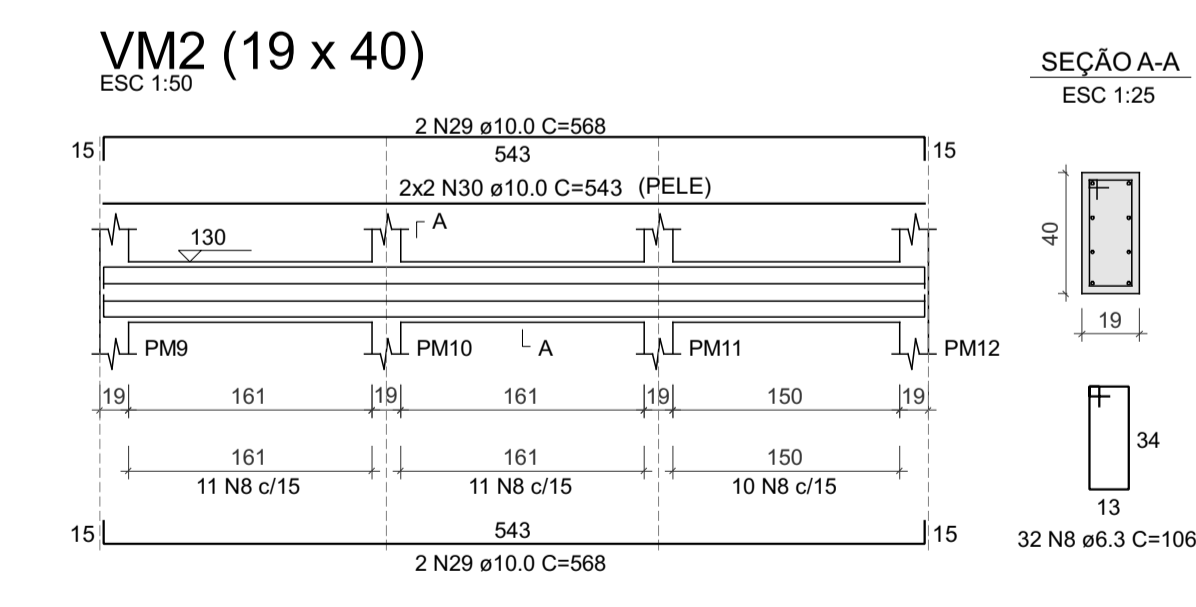 VM2 (19 x 40)
ESC 1:50
SEÇÃO A-A
ESC 1:25
2 N29 ø10.0 C=568
15
543
15
2x2 N30 ø10.0 C=543 (PELE)
A
130
40
19
PM9
PM10
A
PM11
PM12
19
161
19
161
19
150
19
161
161
150
11 N8 c/15
11 N8 c/15
10 N8 c/15
34
13
32 N8 ø6.3 C=106
15
543
15
2 N29 ø10.0 C=568